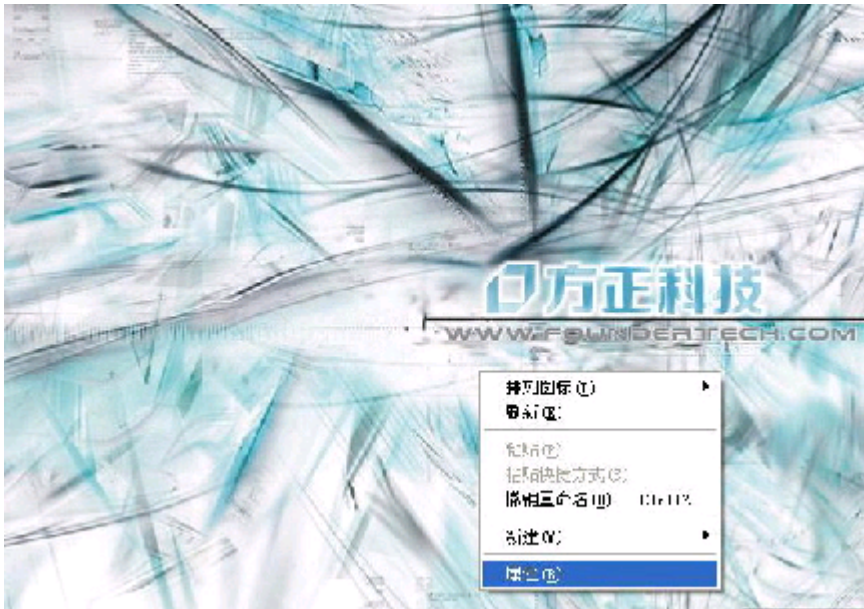 方正科技
WWW.FOUNDERTECH.COM
排列图标(I)
刷新(E)
粘贴(P)
粘贴快捷方式(S)
撤销重命名(U) Ctrl+Z
新建(W)
属性(R)